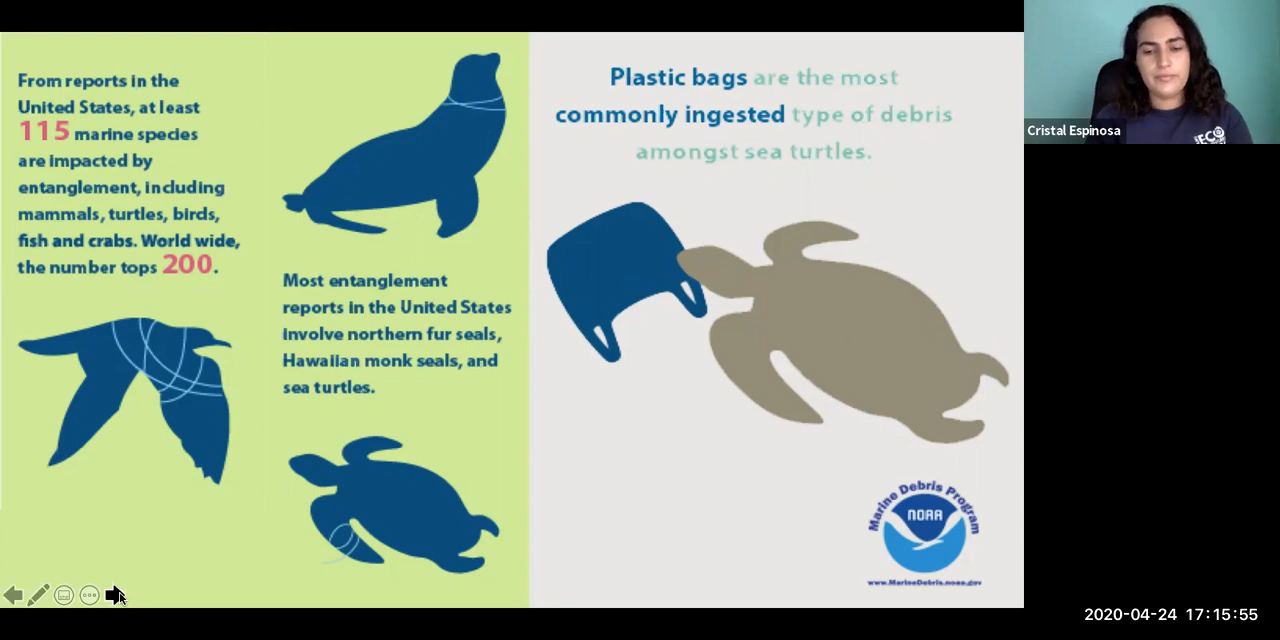 From reports in the
United States, at least
115 marine species
are impacted by
entanglement, including
mammals, turtles, birds,
fish and crabs. World wide,
the number tops 200.
Most entanglement
reports in the United States
involve northern fur seals,
Hawaiian monk seals, and
sea turtles.
Plastic bags are the most
commonly ingested type of debris
amongst sea turtles.
Marine Debris Program
NOAA
www.MarineDebris.noaa.gov
Cristal Espinosa
ECO
2020-04-24 17:15:55